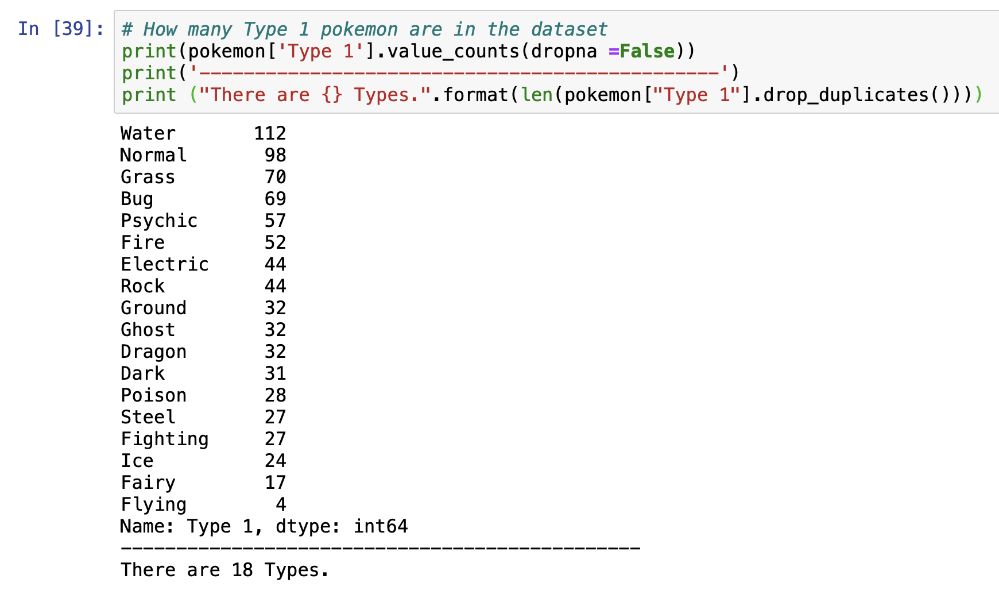 In [39]:
# How many Type 1 pokemon are in the dataset
print(pokemon['Type 1'].value_counts(dropna =False))
print('-----------------------------------------------')
print ("There are {} Types.".format(len(pokemon["Type 1"].drop_duplicates())))
Water 112
Normal 98
Grass 70
Bug 69
Psychic 57
Fire 52
Electric 44
Rock 44
Ground 32
Ghost 32
Dragon 32
Dark 31
Poison 28
Steel 27
Fighting 27
Ice 24
Fairy 17
Flying 4
Name: Type 1, dtype: int64
-----------------------------------------------
There are 18 Types.